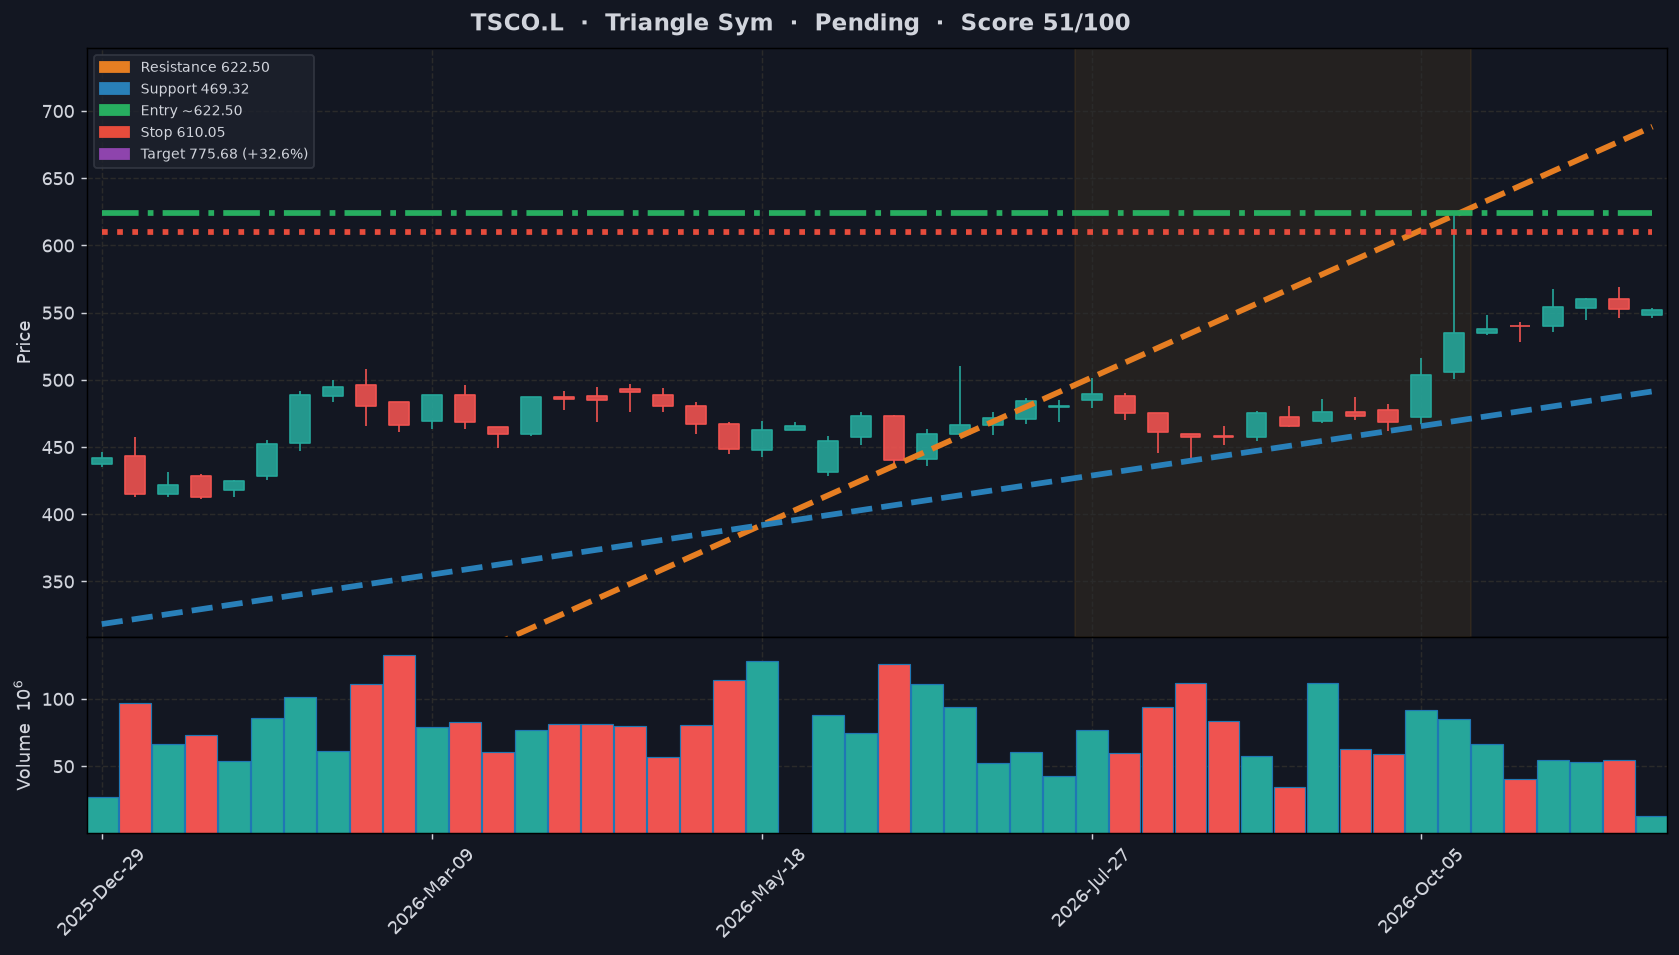 TSCO.L · Triangle Sym · Pending · Score 51/100
Resistance 622.50
Support 469.32
Entry ~622.50
Stop 610.05
Target 775.68 (+32.6%)
Price
700
650
600
550
500
450
400
350
Volume 10⁶
100
50
2025-Dec-29
2026-Mar-09
2026-May-18
2026-Jul-27
2026-Oct-05